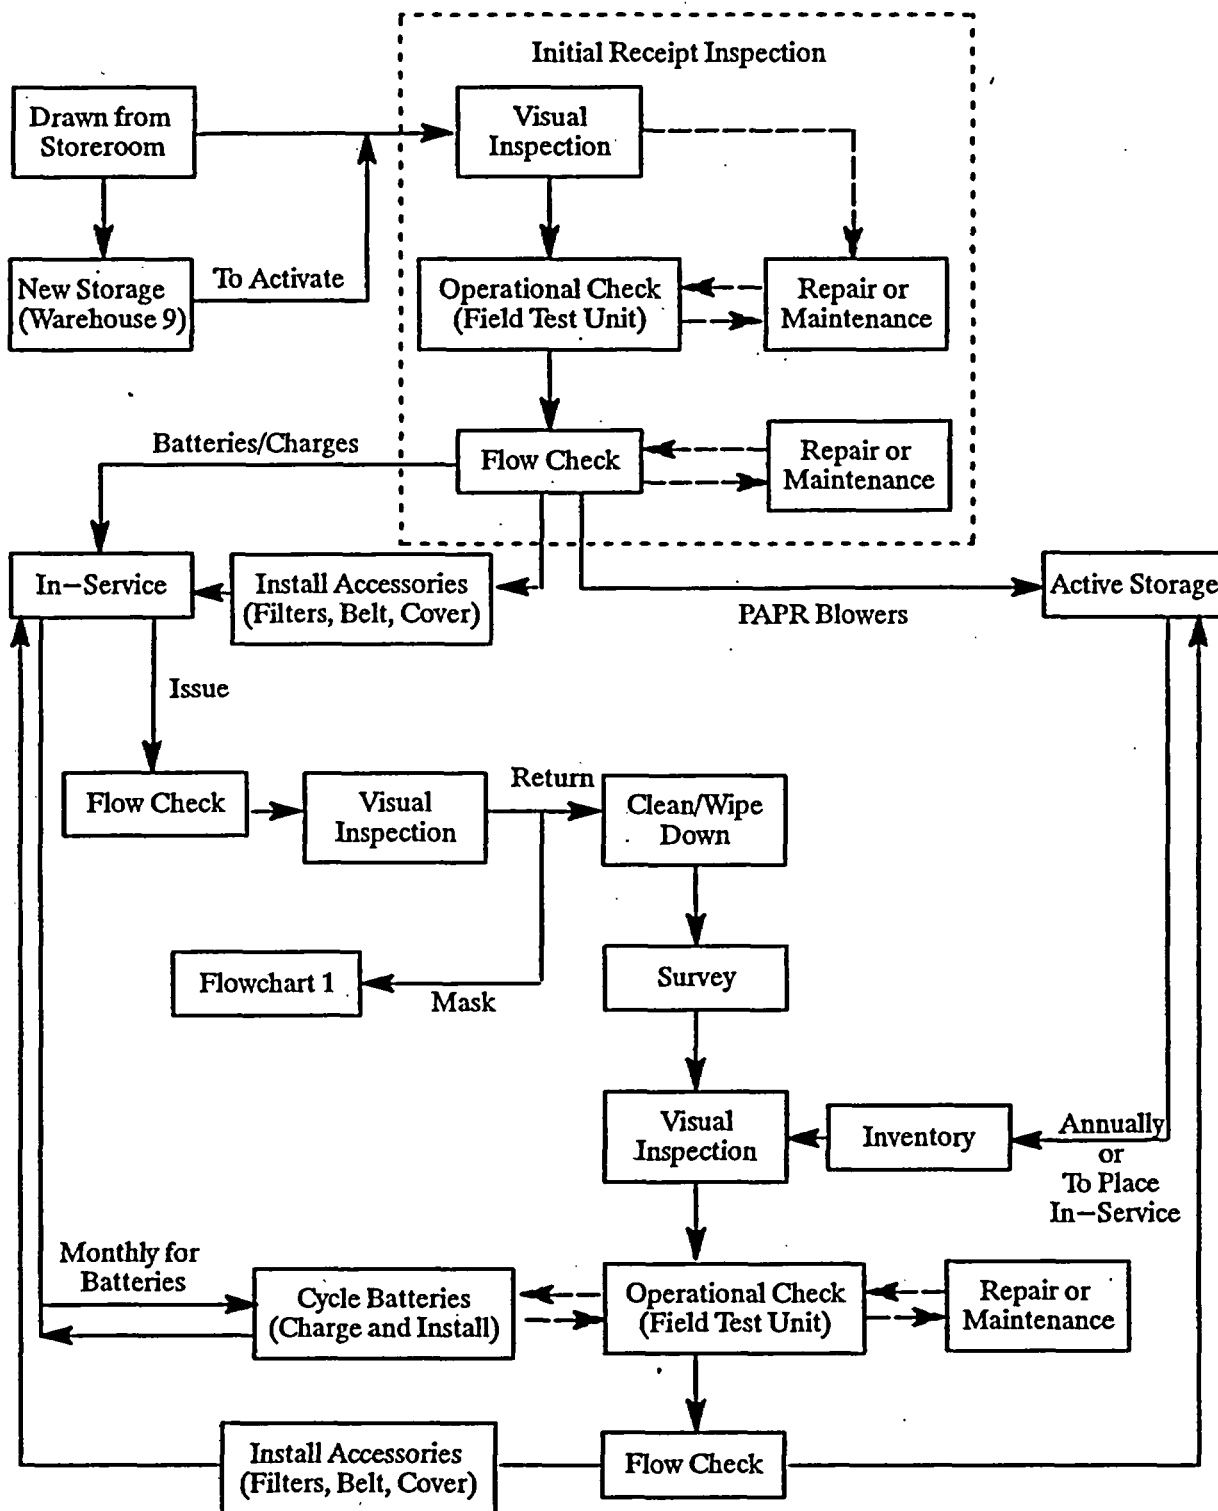 Initial Receipt Inspection
Drawn from
Storeroom
Visual
Inspection
New Storage
(Warehouse 9)
To Activate
Operational Check
(Field Test Unit)
Repair or
Maintenance
Batteries/Charges
Flow Check
Repair or
Maintenance
In-Service
Install Accessories
(Filters, Belt, Cover)
Active Storage
PAPR Blowers
Issue
Flow Check
Visual
Inspection
Return
Clean/Wipe
Down
Flowchart 1
Mask
Survey
Visual
Inspection
Inventory
Annually
or
To Place
In-Service
Monthly for
Batteries
Cycle Batteries
(Charge and Install)
Operational Check
(Field Test Unit)
Repair or
Maintenance
Install Accessories
(Filters, Belt, Cover)
Flow Check